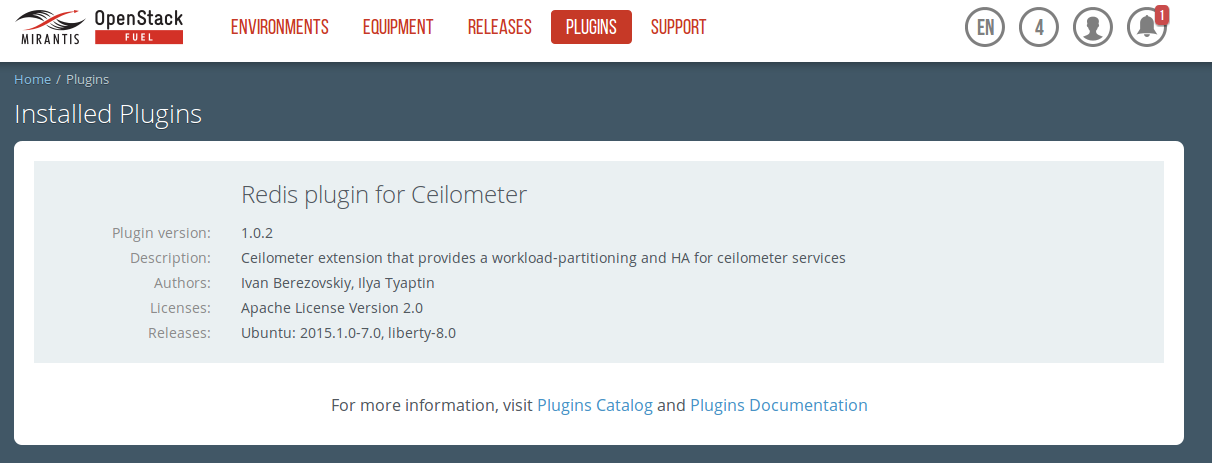 MIRANTIS
OpenStack
FUEL
ENVIRONMENTS EQUIPMENT RELEASES PLUGINS SUPPORT
EN 4 1
Home / Plugins
Installed Plugins
Redis plugin for Ceilometer
Plugin version: 1.0.2
Description: Ceilometer extension that provides a workload-partitioning and HA for ceilometer services
Authors: Ivan Berezovskiy, Ilya Tyaptin
Licenses: Apache License Version 2.0
Releases: Ubuntu: 2015.1.0-7.0, liberty-8.0
For more information, visit Plugins Catalog and Plugins Documentation